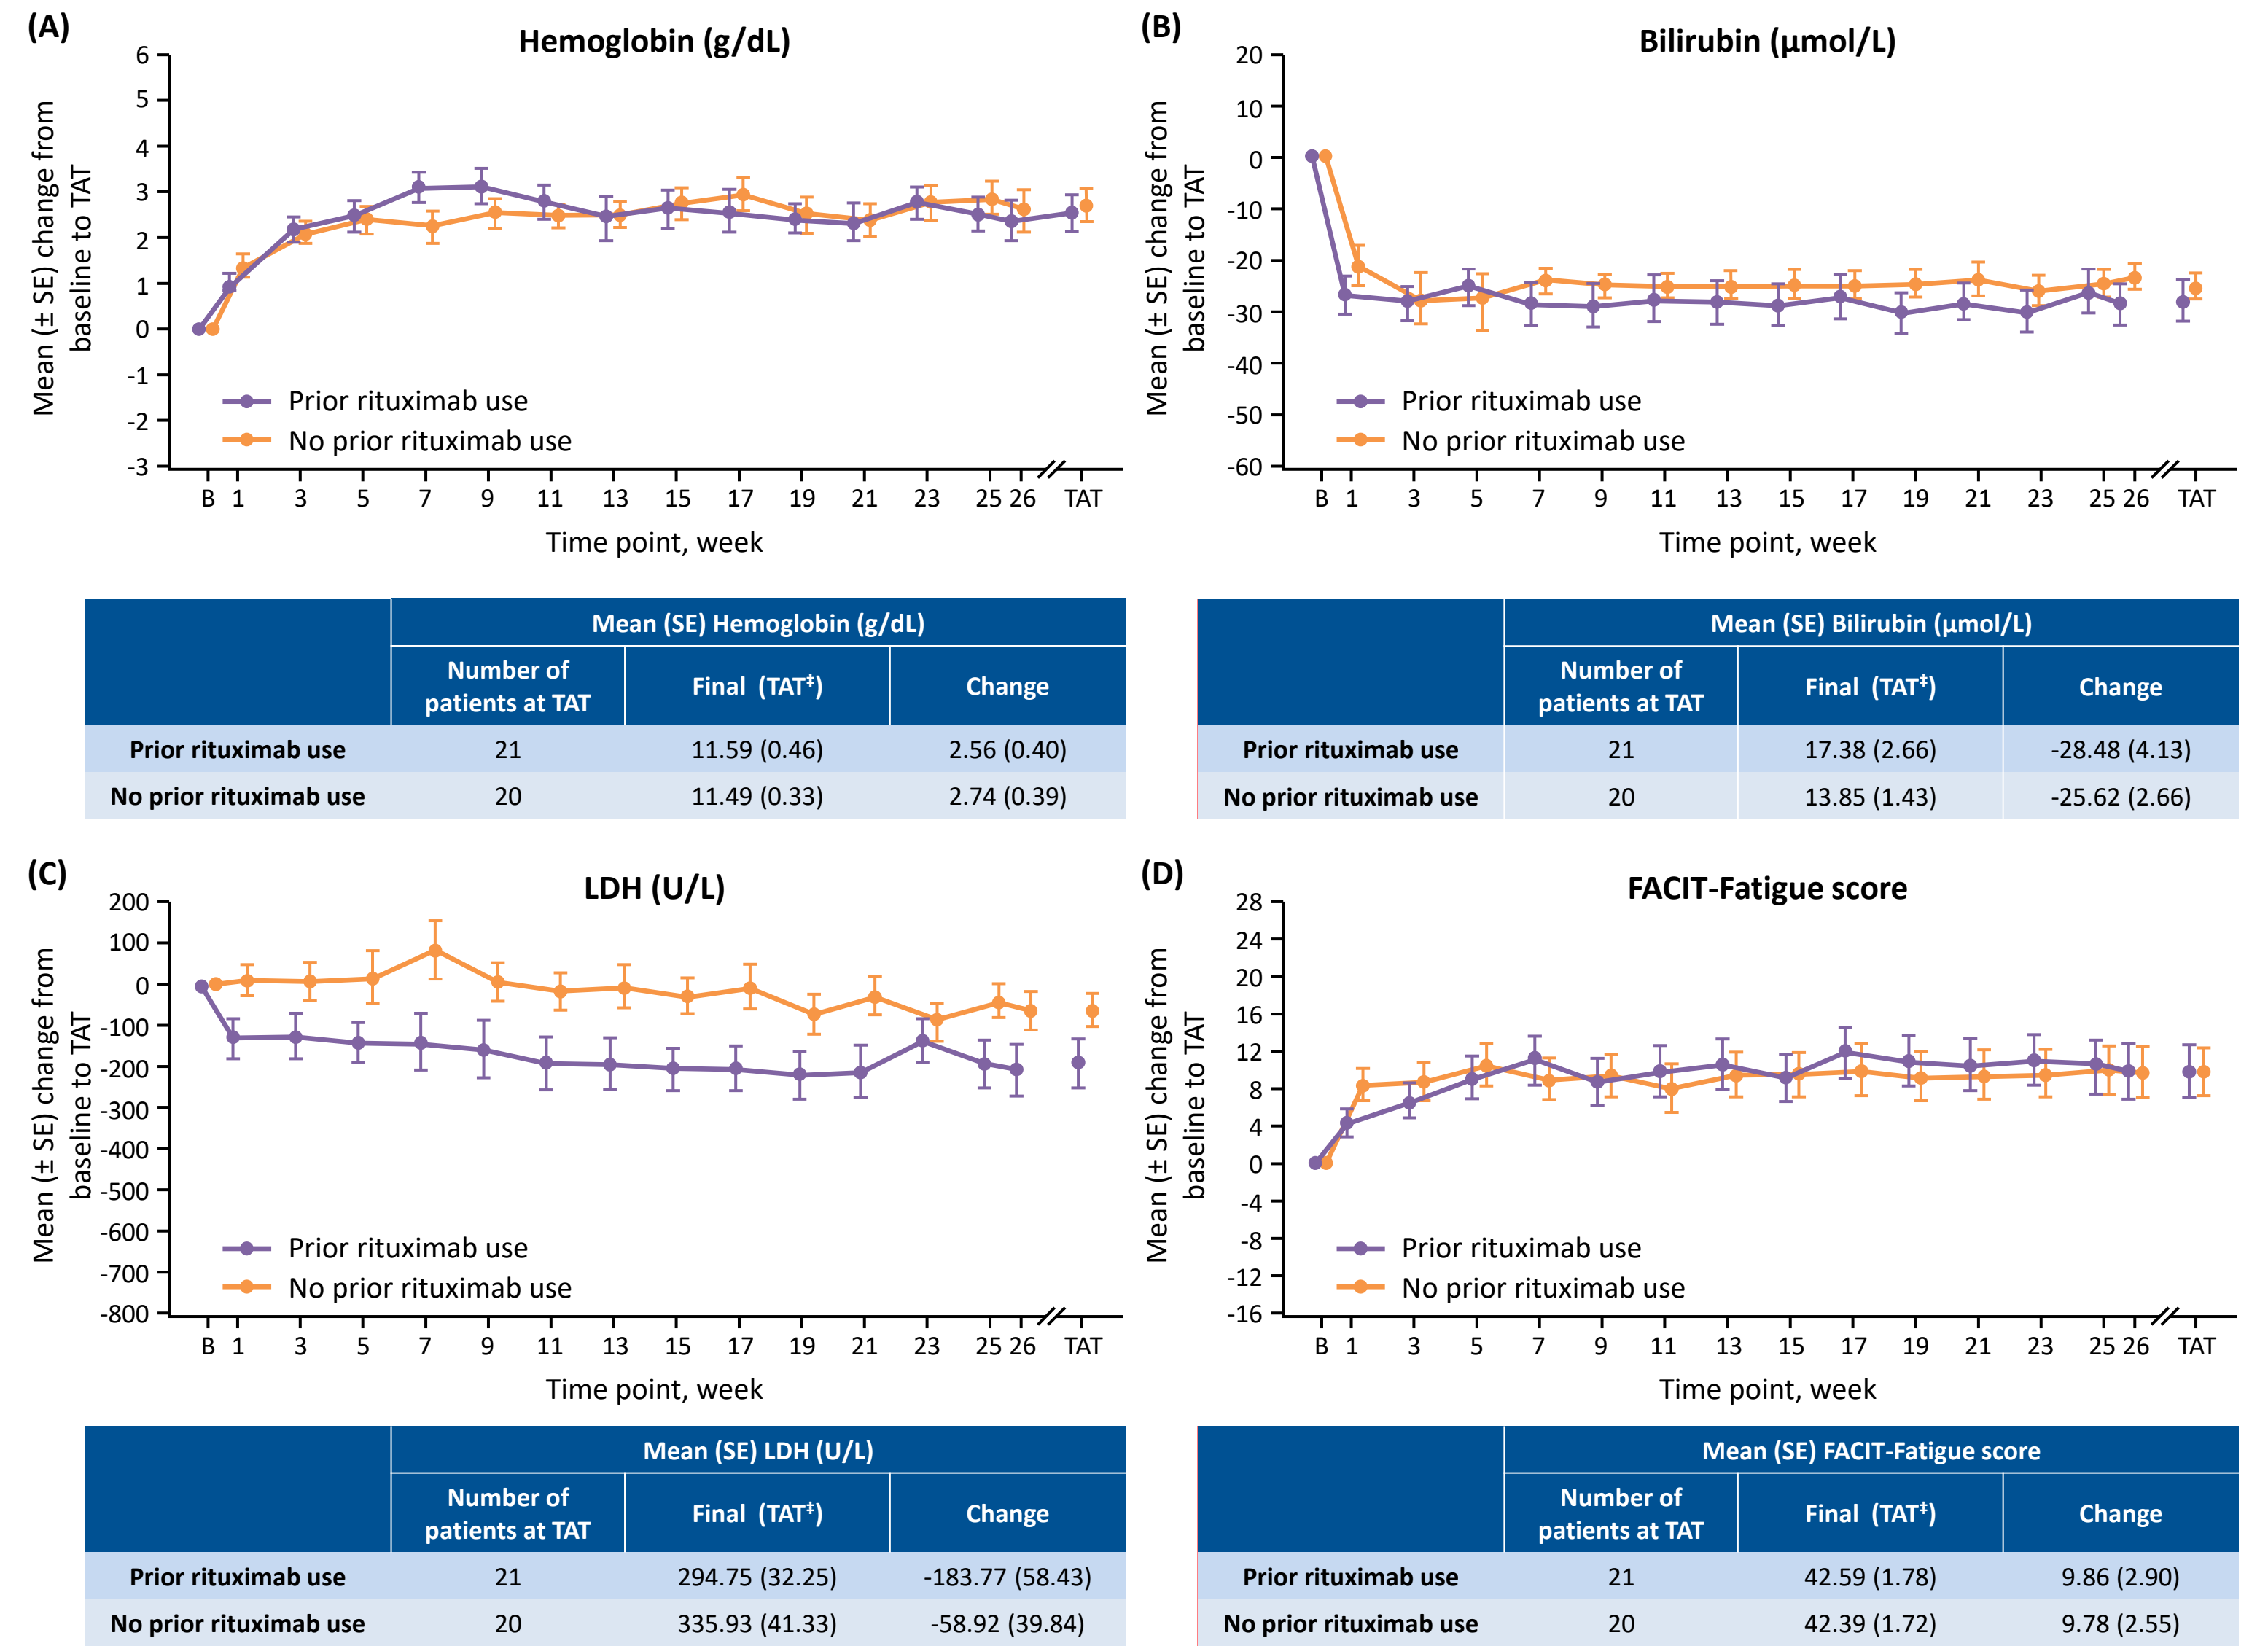 (A)
Hemoglobin (g/dL)
Mean (± SE) change from
baseline to TAT
6
5
4
3
2
1
0
-1
-2
-3
Prior rituximab use
No prior rituximab use
B 1 3 5 7 9 11 13 15 17 19 21 23 25 26 TAT
Time point, week
Mean (SE) Hemoglobin (g/dL)
Number of
patients at TAT
Final (TAT‡)
Change
Prior rituximab use 21 11.59 (0.46) 2.56 (0.40)
No prior rituximab use 20 11.49 (0.33) 2.74 (0.39)
(B)
Bilirubin (µmol/L)
Mean (± SE) change from
baseline to TAT
20
10
0
-10
-20
-30
-40
-50
-60
Prior rituximab use
No prior rituximab use
B 1 3 5 7 9 11 13 15 17 19 21 23 25 26 TAT
Time point, week
Mean (SE) Bilirubin (µmol/L)
Number of
patients at TAT
Final (TAT‡)
Change
Prior rituximab use 21 17.38 (2.66) -28.48 (4.13)
No prior rituximab use 20 13.85 (1.43) -25.62 (2.66)
(C)
LDH (U/L)
Mean (± SE) change from
baseline to TAT
200
100
0
-100
-200
-300
-400
-500
-600
-700
-800
Prior rituximab use
No prior rituximab use
B 1 3 5 7 9 11 13 15 17 19 21 23 25 26 TAT
Time point, week
Mean (SE) LDH (U/L)
Number of
patients at TAT
Final (TAT‡)
Change
Prior rituximab use 21 294.75 (32.25) -183.77 (58.43)
No prior rituximab use 20 335.93 (41.33) -58.92 (39.84)
(D)
FACIT-Fatigue score
Mean (± SE) change from
baseline to TAT
28
24
20
16
12
8
4
0
-4
-8
-12
-16
Prior rituximab use
No prior rituximab use
B 1 3 5 7 9 11 13 15 17 19 21 23 25 26 TAT
Time point, week
Mean (SE) FACIT-Fatigue score
Number of
patients at TAT
Final (TAT‡)
Change
Prior rituximab use 21 42.59 (1.78) 9.86 (2.90)
No prior rituximab use 20 42.39 (1.72) 9.78 (2.55)